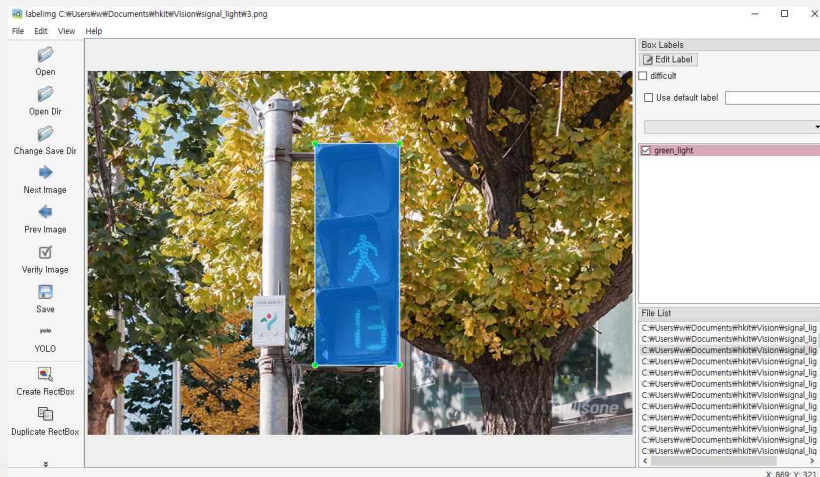 labelImg C:₩Users₩w₩Documents₩hkit₩Vision₩signal_light₩3.png
File Edit View Help
Open
Open Dir
Change Save Dir
Next Image
Prev Image
Verify Image
Save
yolo
YOLO
Create RectBox
Duplicate RectBox
Box Labels
Edit Label
difficult
Use default label
green_light
File List
C:₩Users₩w₩Documents₩hkit₩Vision₩signal_lig
C:₩Users₩w₩Documents₩hkit₩Vision₩signal_lig
C:₩Users₩w₩Documents₩hkit₩Vision₩signal_lig
C:₩Users₩w₩Documents₩hkit₩Vision₩signal_lig
C:₩Users₩w₩Documents₩hkit₩Vision₩signal_lig
C:₩Users₩w₩Documents₩hkit₩Vision₩signal_lig
C:₩Users₩w₩Documents₩hkit₩Vision₩signal_lig
C:₩Users₩w₩Documents₩hkit₩Vision₩signal_lig
C:₩Users₩w₩Documents₩hkit₩Vision₩signal_lig
C:₩Users₩w₩Documents₩hkit₩Vision₩signal_lig
C:₩Users₩w₩Documents₩hkit₩Vision₩signal_lig
C:₩Users₩w₩Documents₩hkit₩Vision₩signal_lig
X: 869; Y: 321